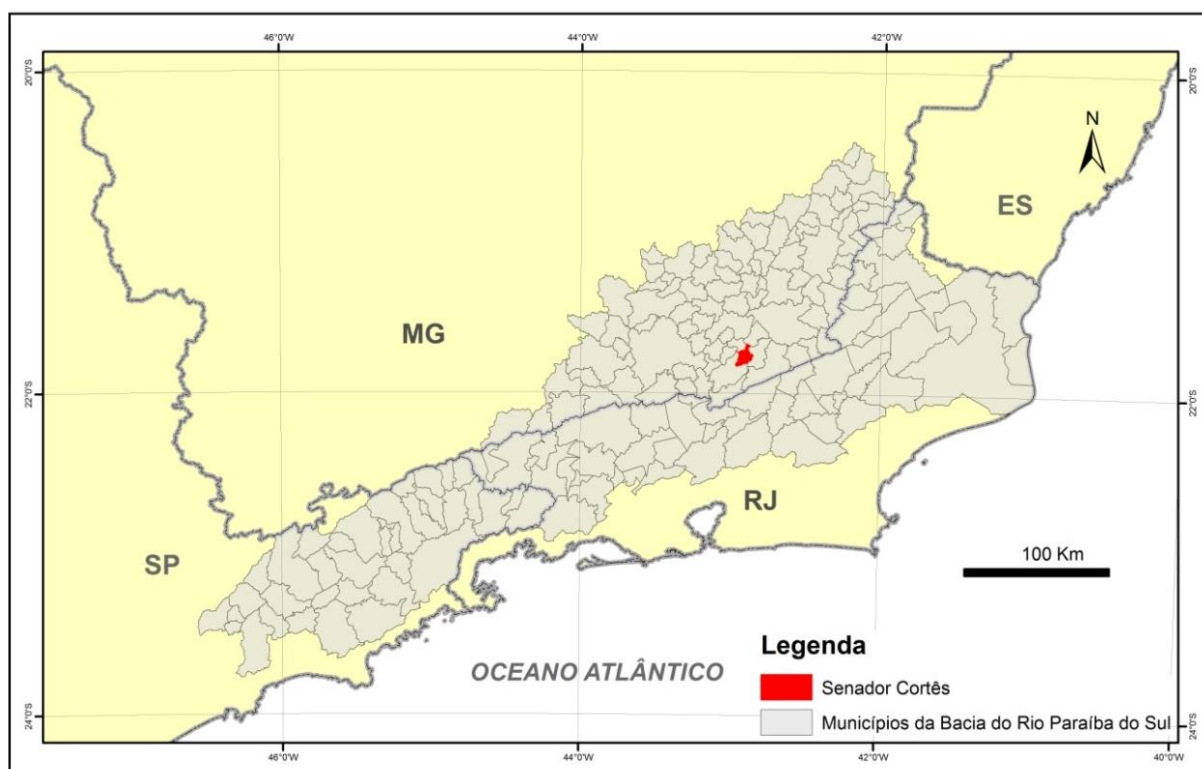 46°0'W 44°0'W 42°0'W
20°0'S 20°0'S
N
ES
MG
22°0'S 22°0'S
RJ
SP
100 Km
Legenda
OCEANO ATLÂNTICO
Senador Cortês
Municípios da Bacia do Rio Paraíba do Sul
24°0'S 24°0'S
46°0'W 44°0'W 42°0'W 40°0'W